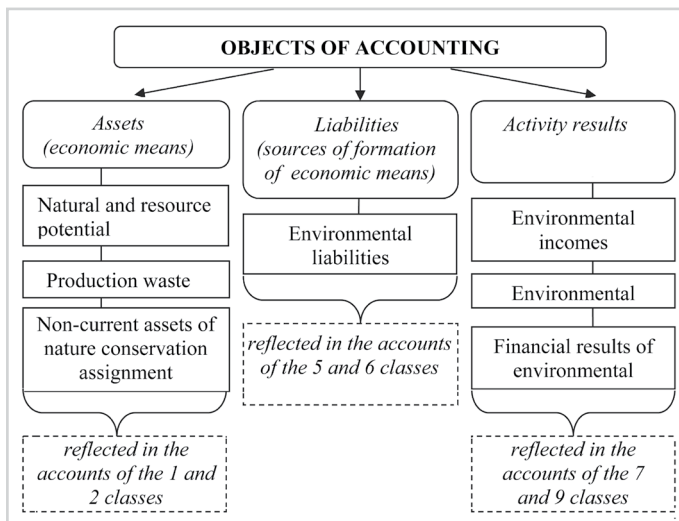 OBJECTS OF ACCOUNTING
Assets
(economic means)
Natural and resource
potential
Production waste
Non-current assets of
nature conservation
assignment
reflected in the
accounts of the 1 and
2 classes
Liabilities
(sources of formation
of economic means)
Environmental
liabilities
reflected in the accounts
of the 5 and 6 classes
Activity results
Environmental
incomes
Environmental
Financial results of
environmental
reflected in the
accounts of the 7
and 9 classes